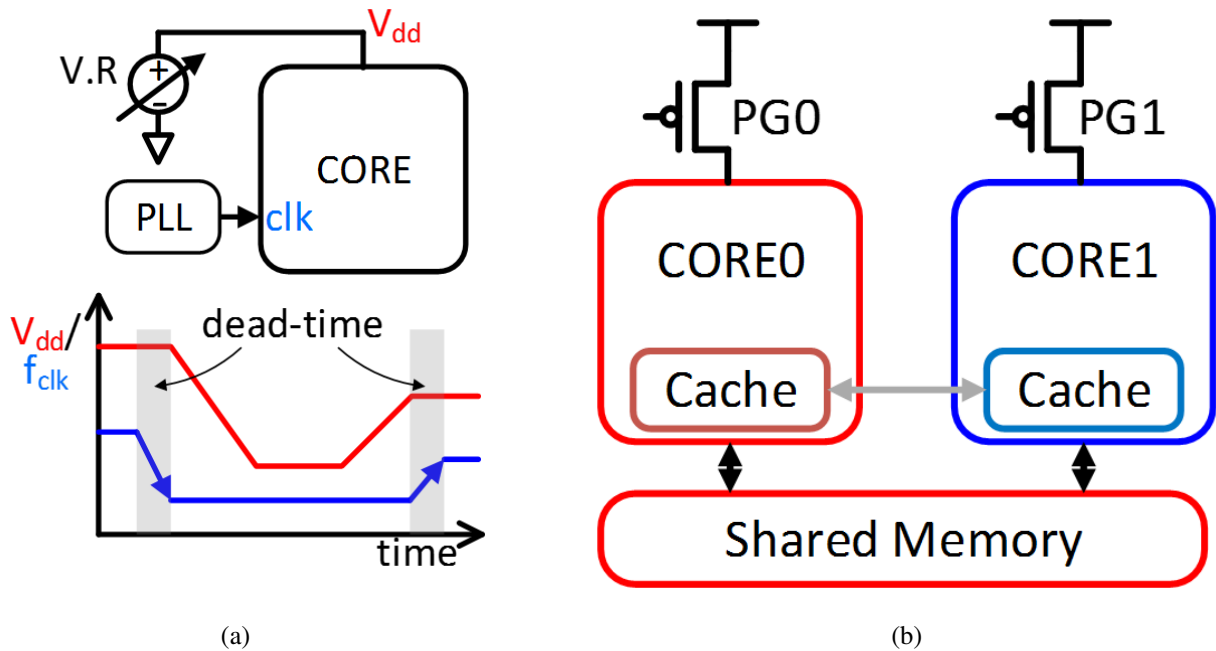 V.R
+
−
Vdd
CORE
PLL
clk
Vdd/
fclk
dead-time
time
(a)
PG0
PG1
CORE0
CORE1
Cache
Cache
Shared Memory
(b)